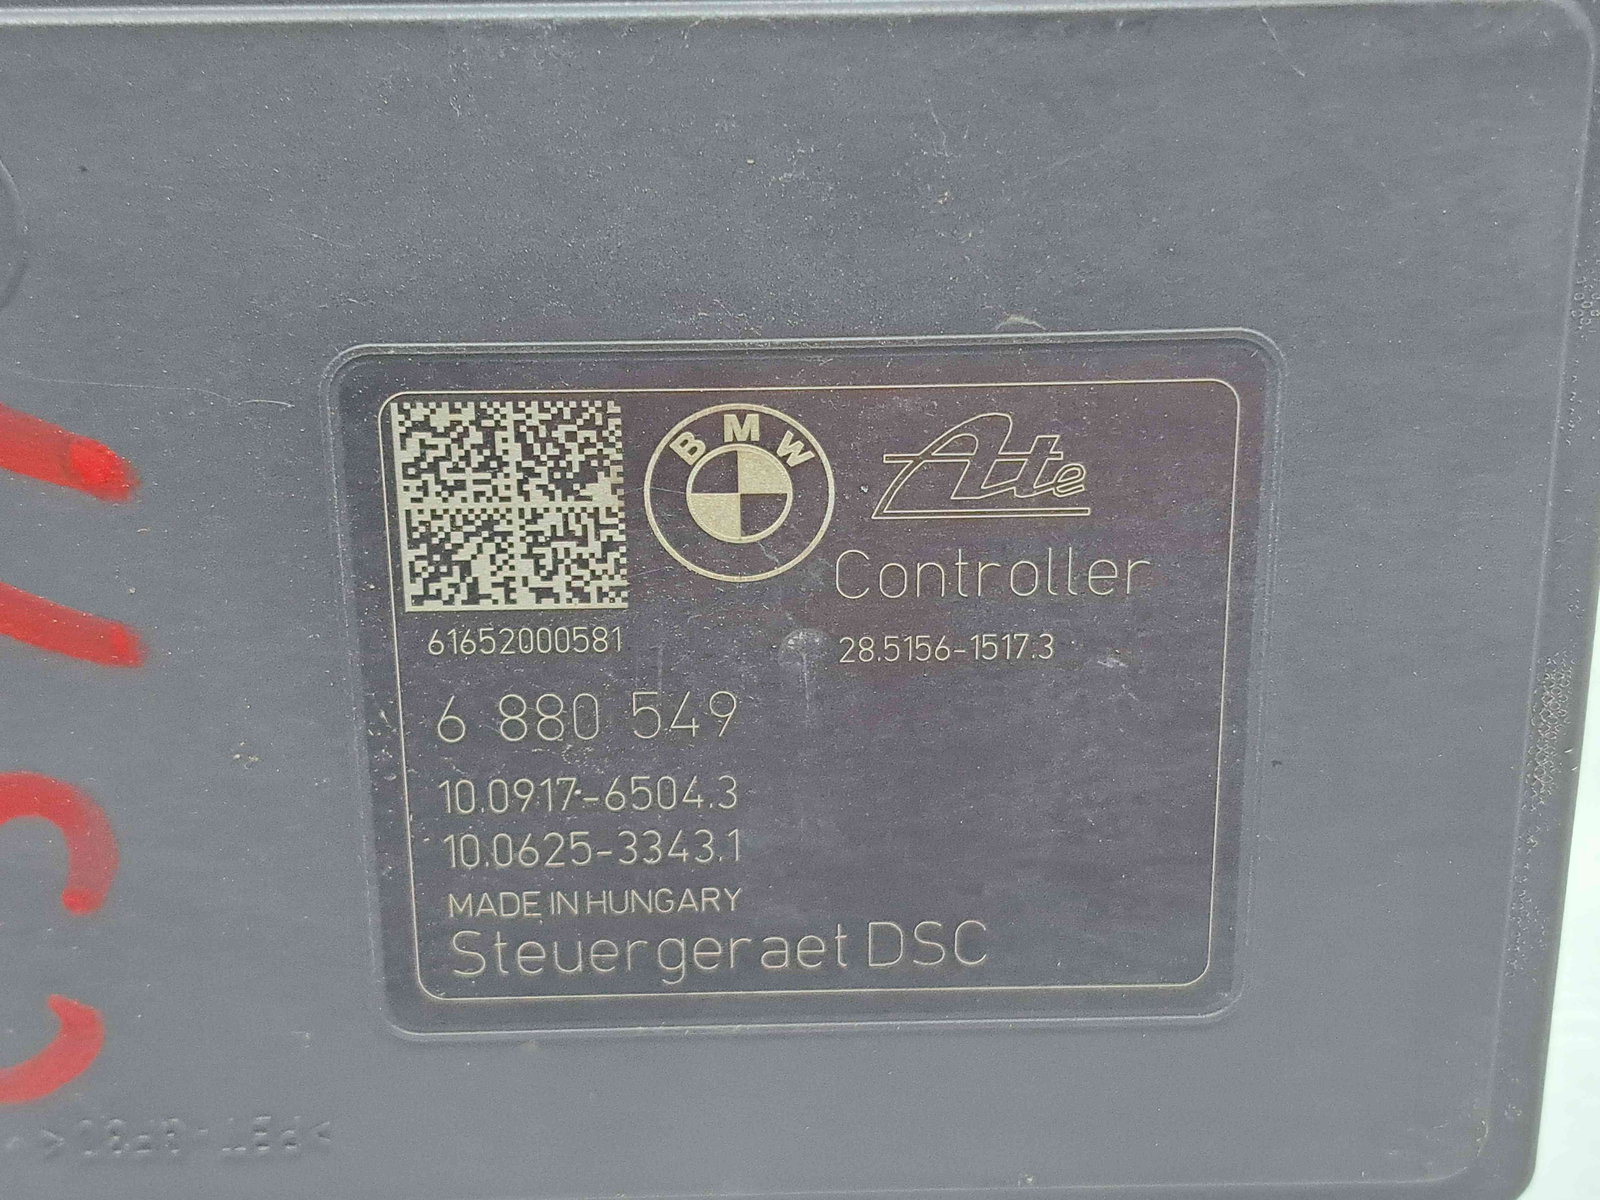 BMW
Ate
Controller
61652000581
28.5156-1517.3
6 880 549
10.0917-6504.3
10.0625-3343.1
MADE IN HUNGARY
Steuergeraet DSC